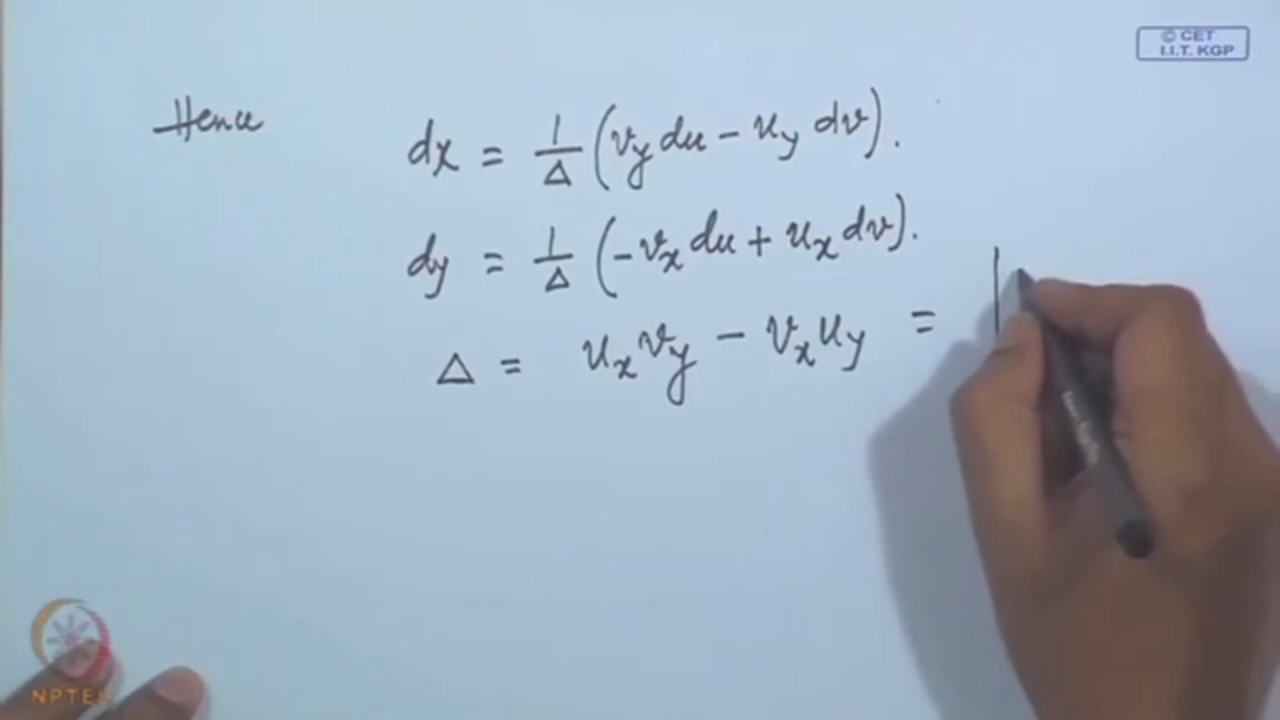 © CET
I.I.T. KGP
Hence dx = 1/Δ (v_y du - u_y dv).
dy = 1/Δ (-v_x du + u_x dv).
Δ = u_x v_y - v_x u_y = |
NPTEL